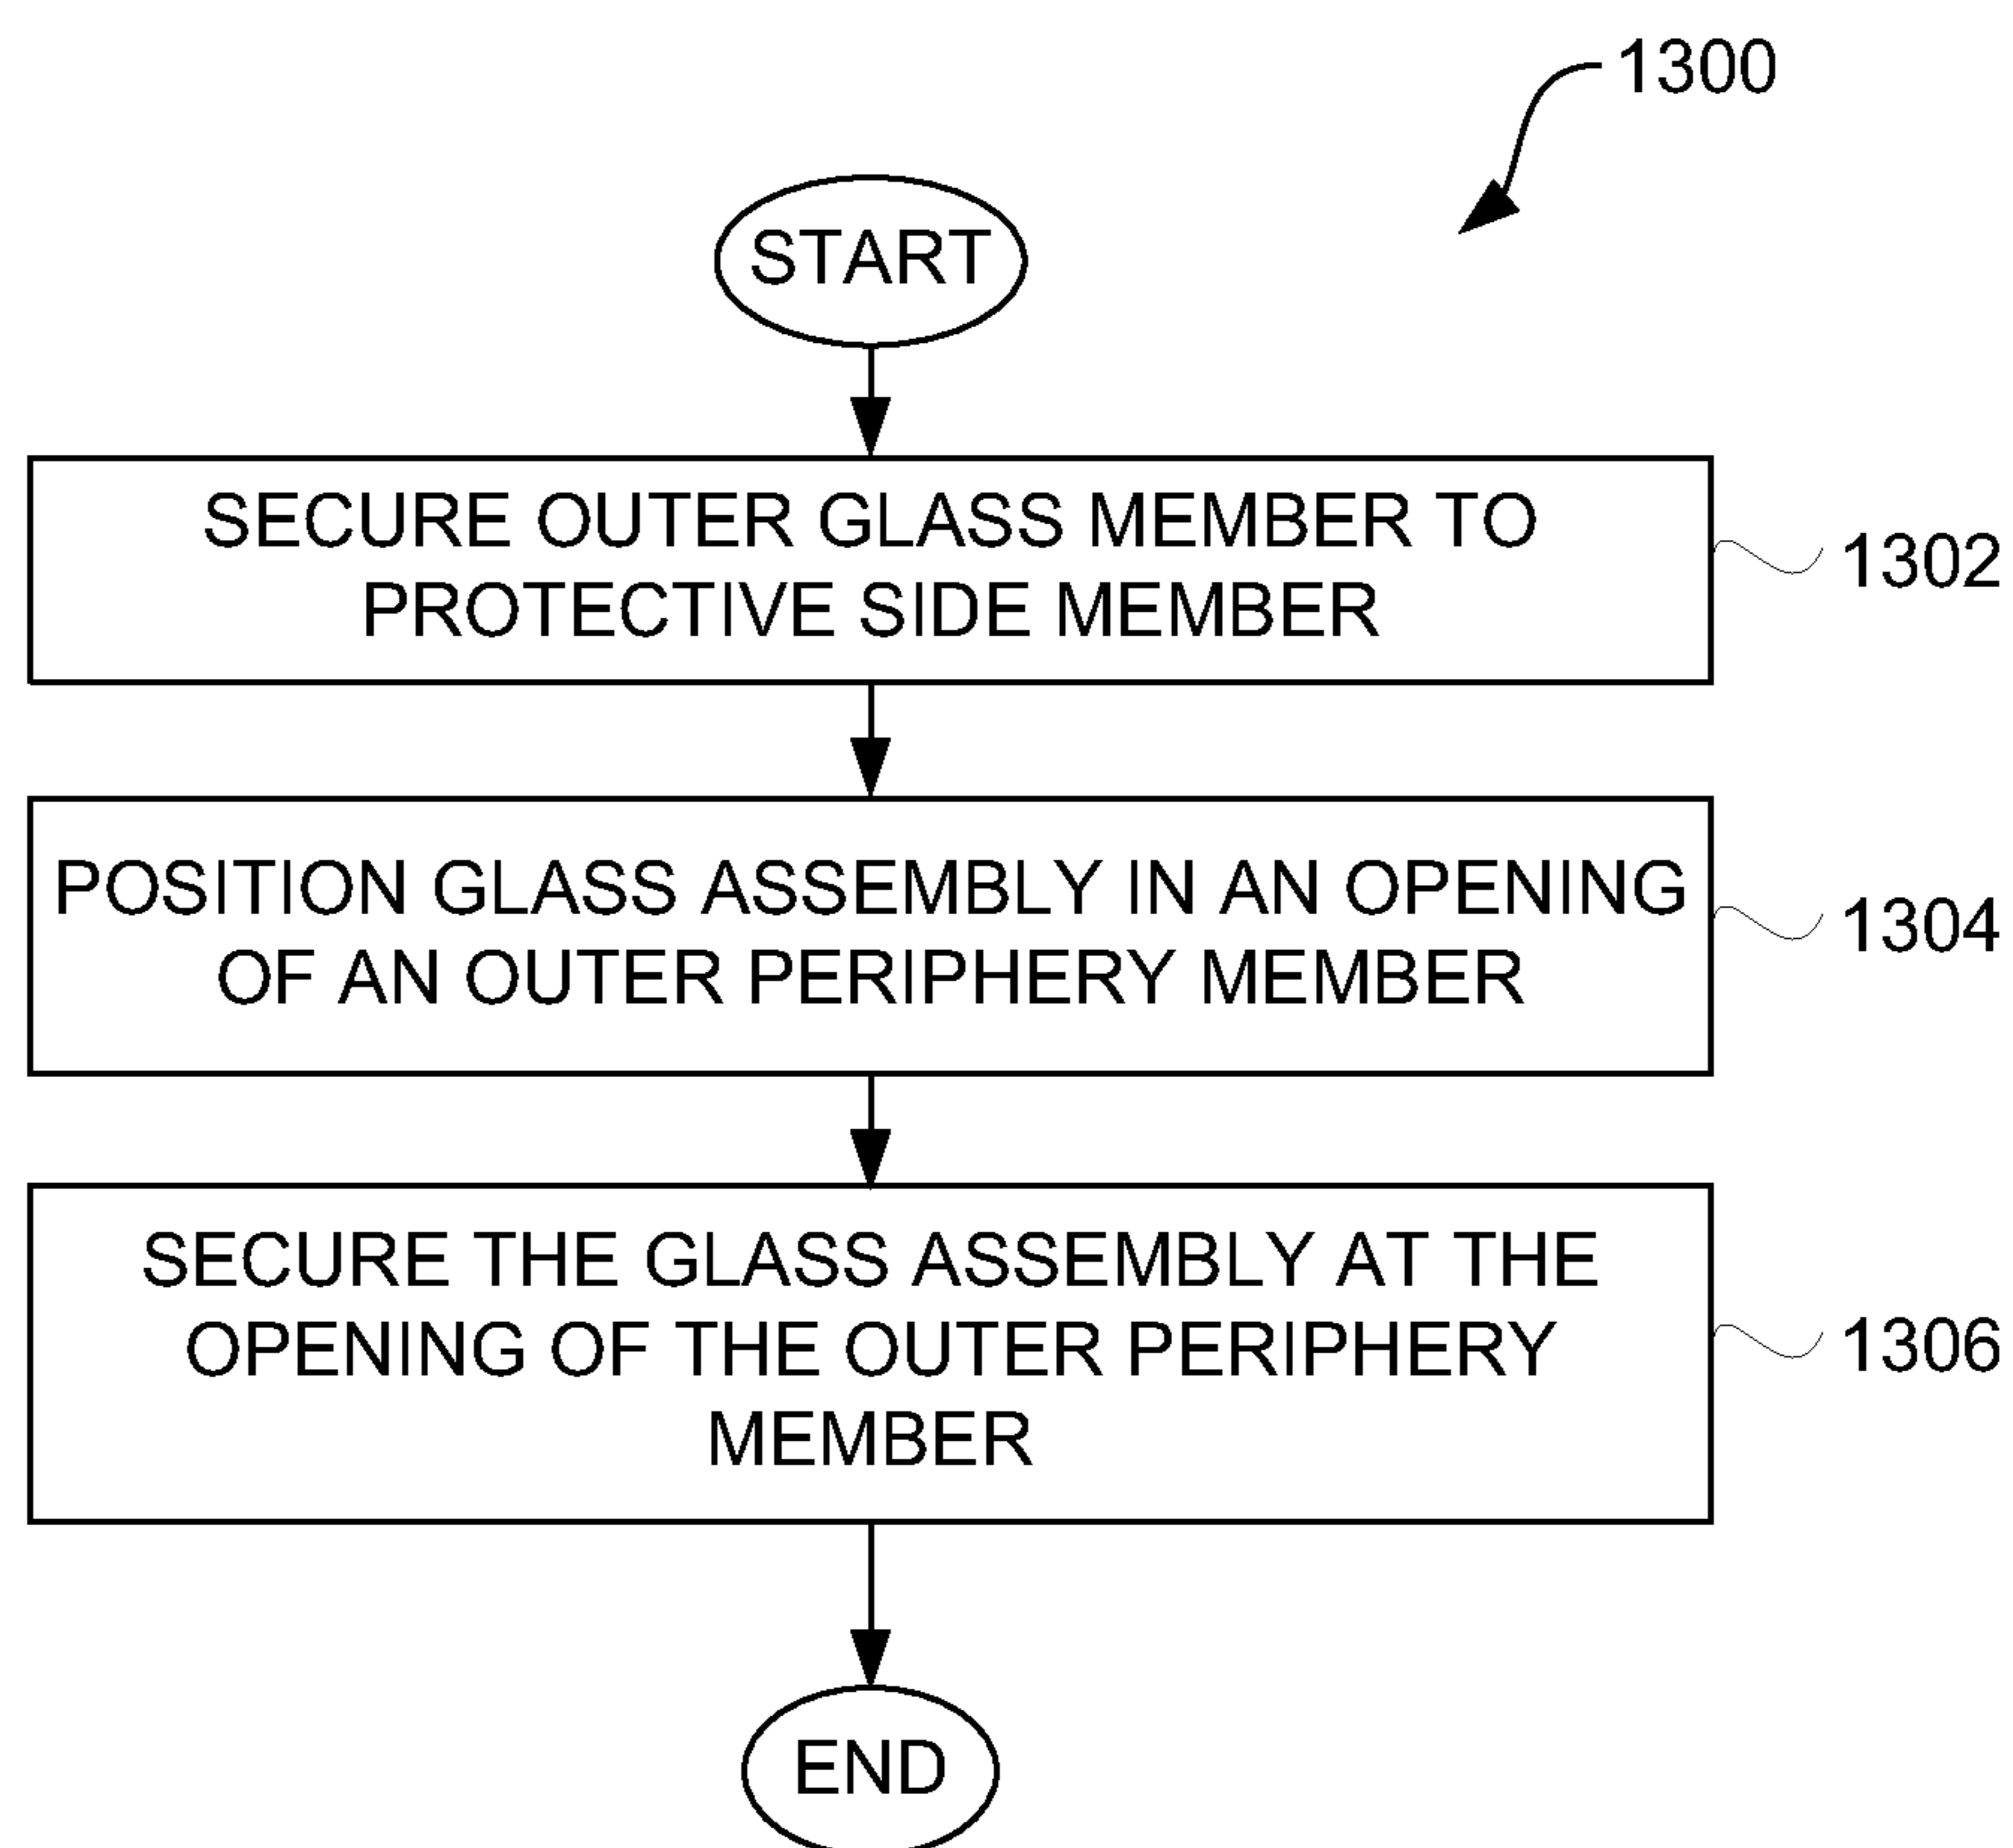 1300
START
SECURE OUTER GLASS MEMBER TO
PROTECTIVE SIDE MEMBER
1302
POSITION GLASS ASSEMBLY IN AN OPENING
OF AN OUTER PERIPHERY MEMBER
1304
SECURE THE GLASS ASSEMBLY AT THE
OPENING OF THE OUTER PERIPHERY
MEMBER
1306
END